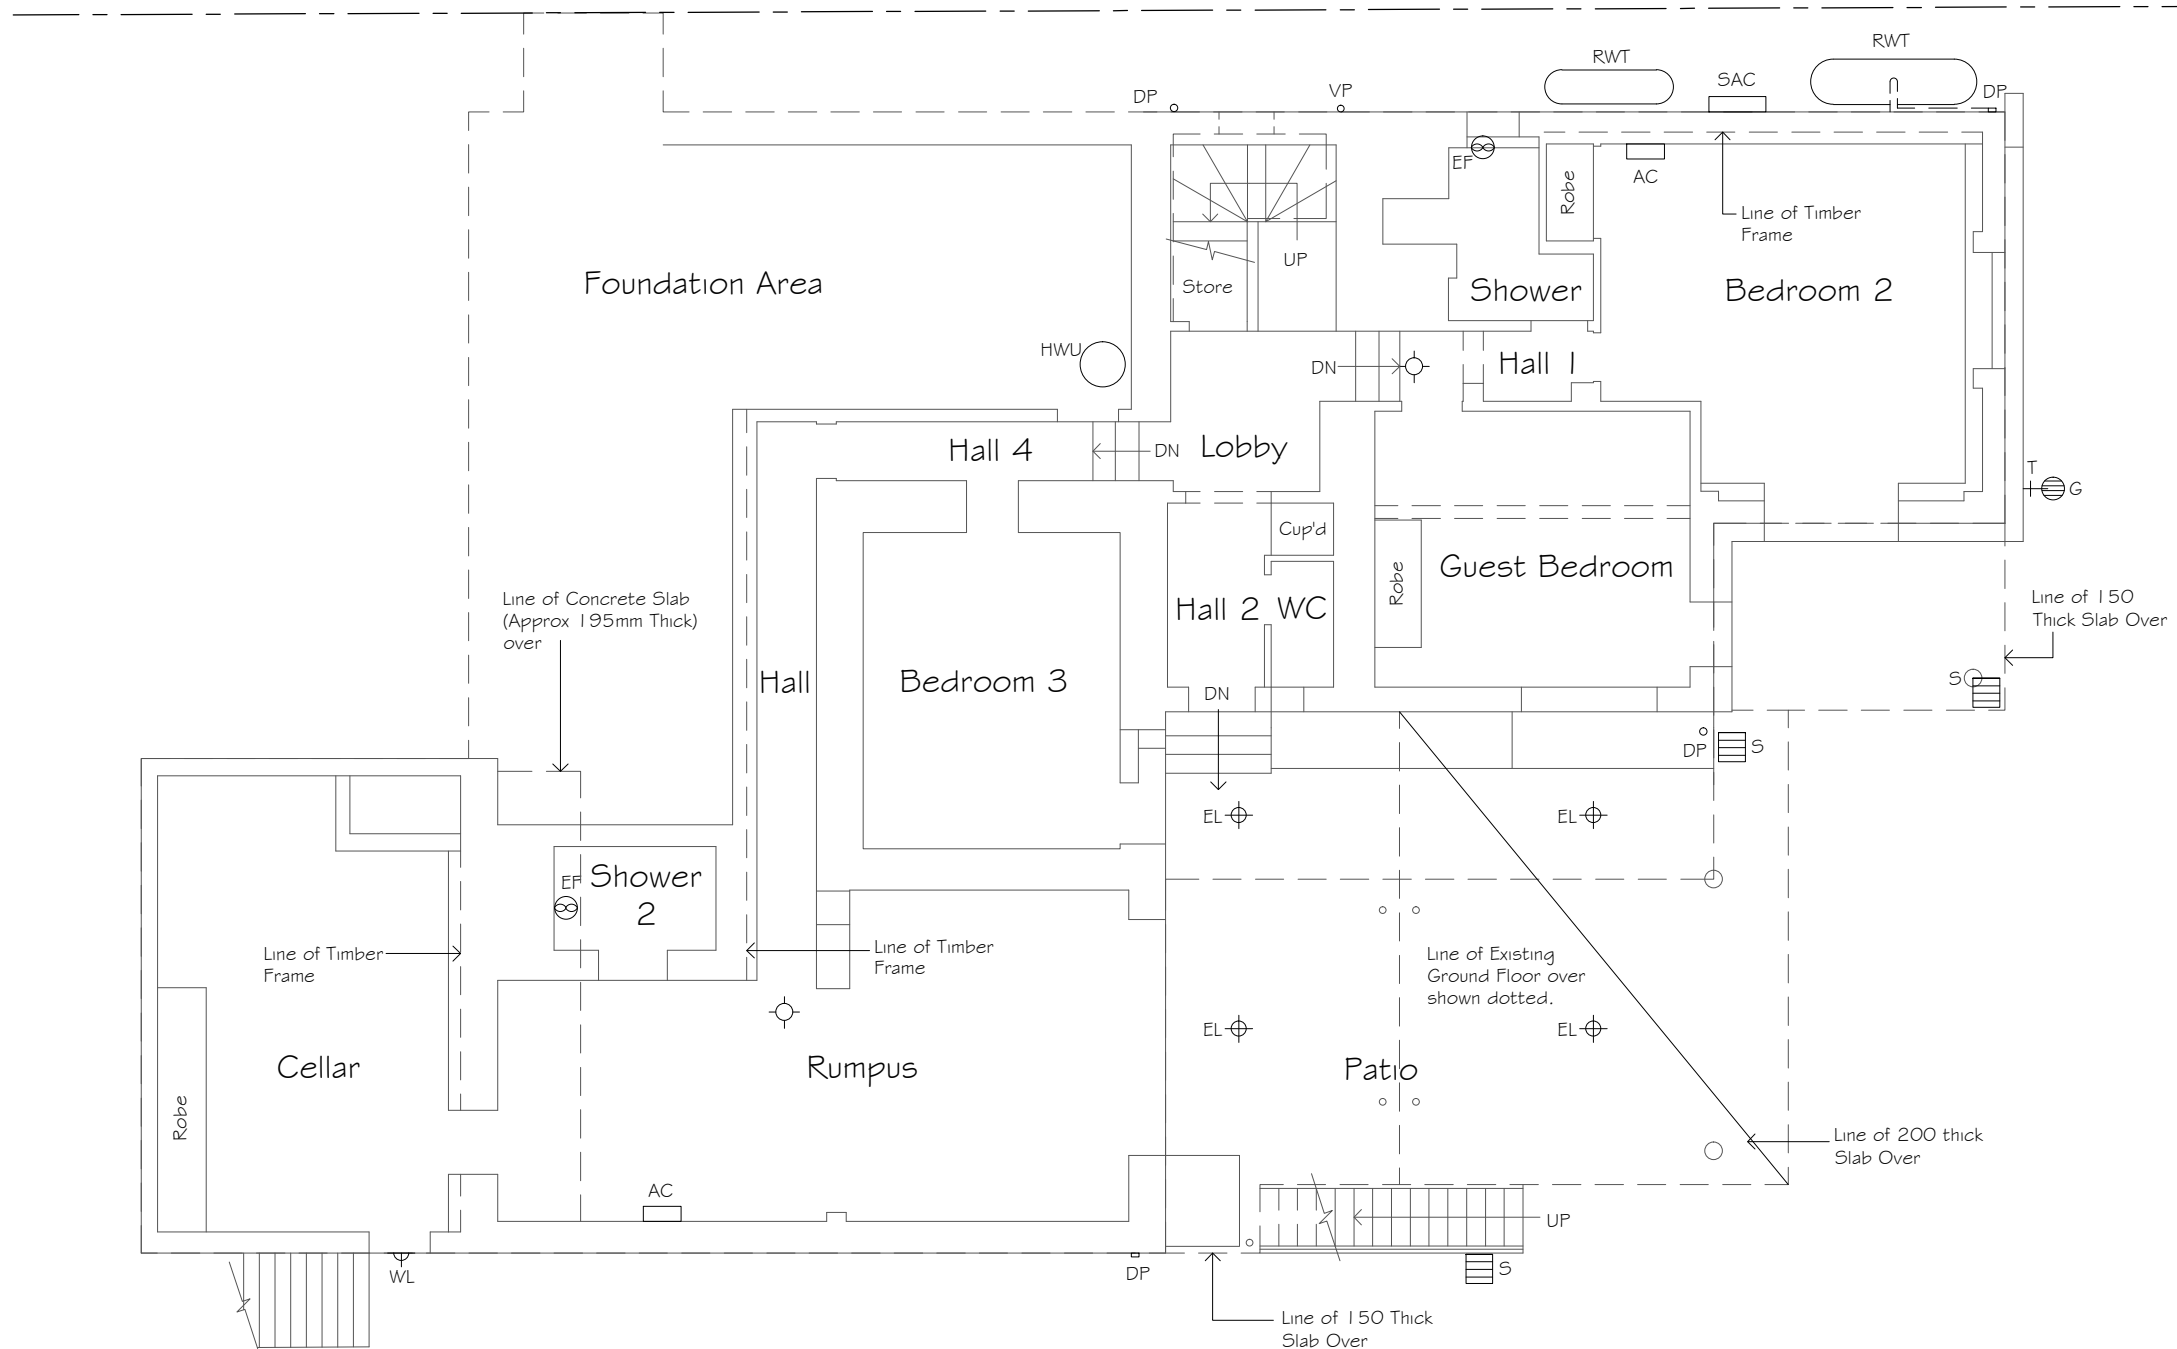 RWT
RWT
DP
VP
SAC
DP
EF
AC
Robe
Line of Timber
Frame
Foundation Area
Store
UP
Shower
Bedroom 2
HWU
DN
Hall 1
Hall 4
DN
Lobby
T
G
Cup'd
Guest Bedroom
Robe
Line of Concrete Slab
(Approx 195mm Thick)
over
Hall 2
WC
Line of 150
Thick Slab Over
Hall
Bedroom 3
DN
S
DP
S
EL
EL
EF
Shower
2
Line of Timber
Frame
Line of Timber
Frame
Line of Existing
Ground Floor over
shown dotted.
EL
EL
Cellar
Rumpus
Patio
Robe
Line of 200 thick
Slab Over
AC
UP
WL
DP
S
Line of 150 Thick
Slab Over